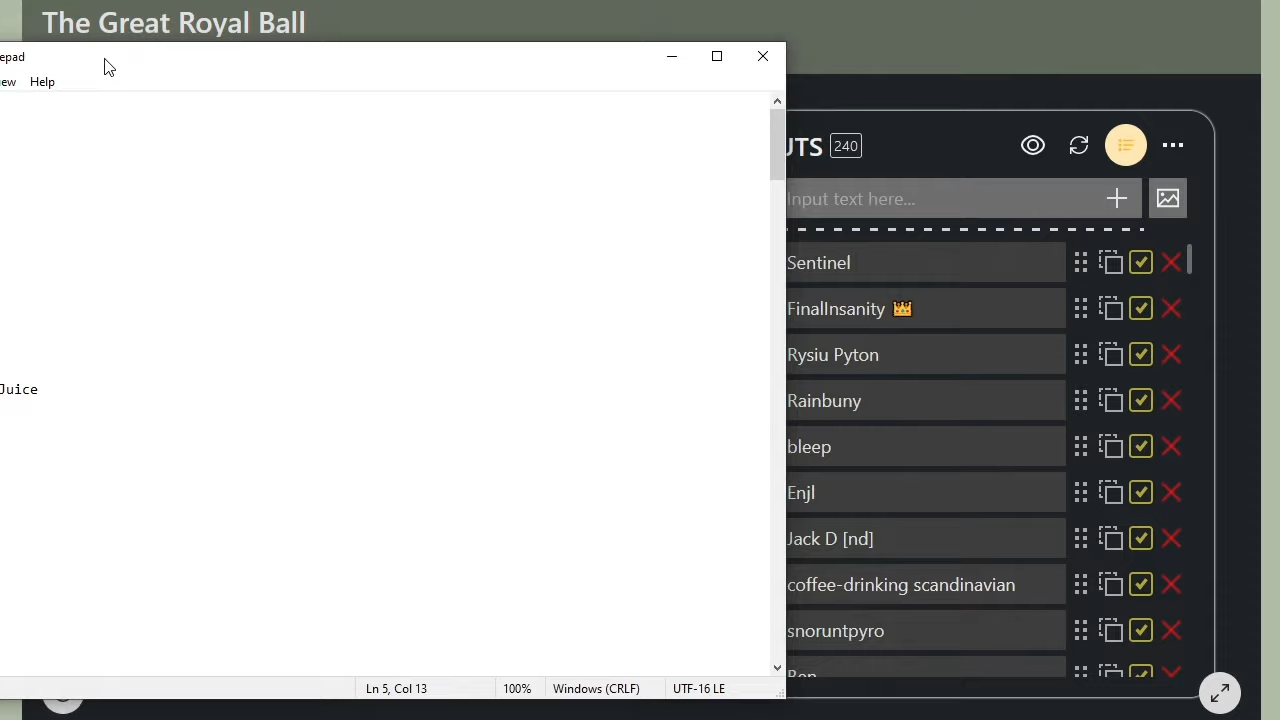 The Great Royal Ball
epad
ew Help
UTS 240
Input text here...
Sentinel
FinalInsanity 👑
Rysiu Pyton
Rainbuny
Juice
bleep
Enjl
Jack D [nd]
coffee-drinking scandinavian
snoruntpyro
Ben
Ln 5, Col 13 100% Windows (CRLF) UTF-16 LE